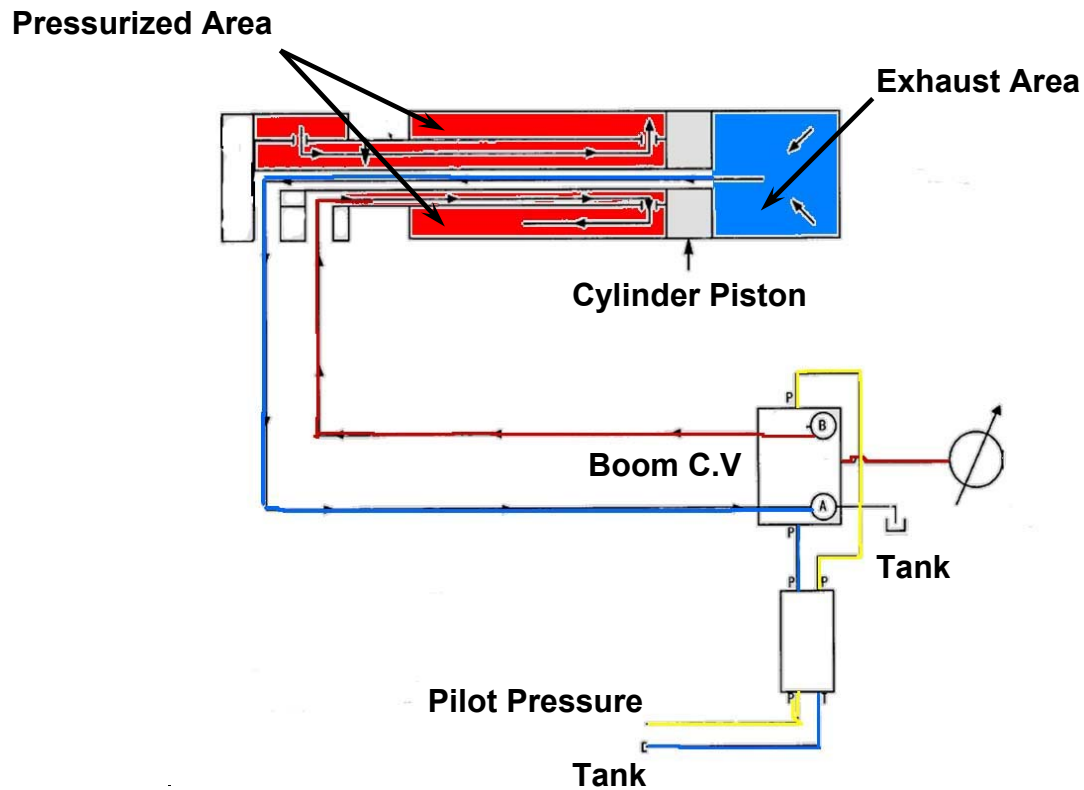 Pressurized Area
Exhaust Area
Cylinder Piston
P
B
Boom C.V
A
P
Tank
P P
Pilot Pressure
P T
Tank